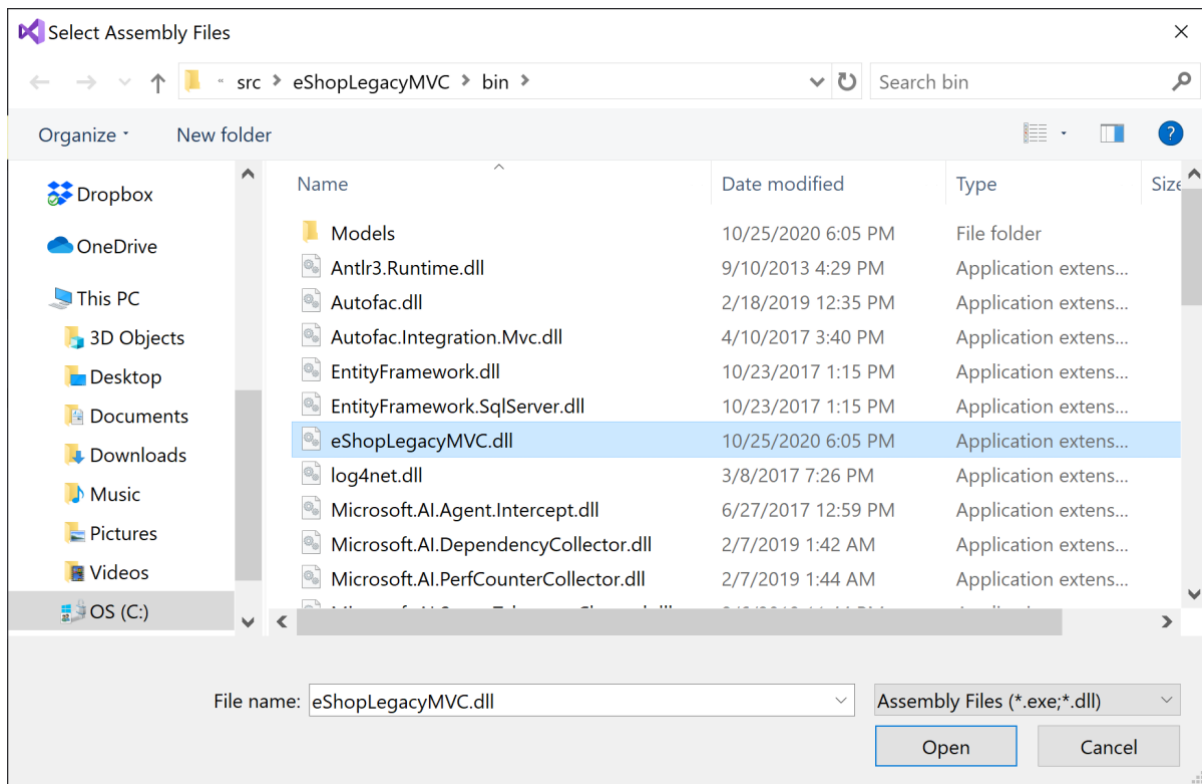 Select Assembly Files
src > eShopLegacyMVC > bin >
Search bin
Organize
New folder
?
Name
Date modified
Type
Size
Dropbox
OneDrive
This PC
3D Objects
Desktop
Documents
Downloads
Music
Pictures
Videos
OS (C:)
Models 10/25/2020 6:05 PM File folder
Antlr3.Runtime.dll 9/10/2013 4:29 PM Application extens...
Autofac.dll 2/18/2019 12:35 PM Application extens...
Autofac.Integration.Mvc.dll 4/10/2017 3:40 PM Application extens...
EntityFramework.dll 10/23/2017 1:15 PM Application extens...
EntityFramework.SqlServer.dll 10/23/2017 1:15 PM Application extens...
eShopLegacyMVC.dll 10/25/2020 6:05 PM Application extens...
log4net.dll 3/8/2017 7:26 PM Application extens...
Microsoft.AI.Agent.Intercept.dll 6/27/2017 12:59 PM Application extens...
Microsoft.AI.DependencyCollector.dll 2/7/2019 1:42 AM Application extens...
Microsoft.AI.PerfCounterCollector.dll 2/7/2019 1:44 AM Application extens...
File name: eShopLegacyMVC.dll
Assembly Files (*.exe;*.dll)
Open
Cancel